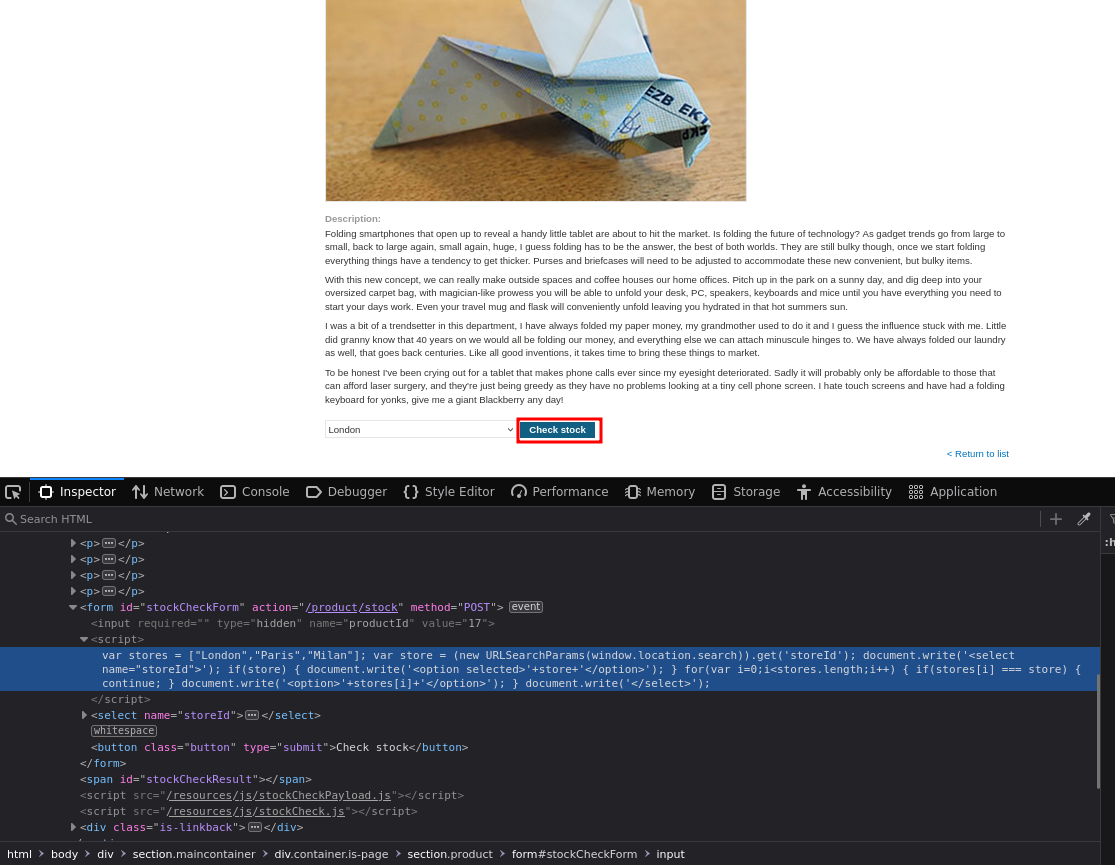 EZB EKT
EKP
Description:
Folding smartphones that open up to reveal a handy little tablet are about to hit the market. Is folding the future of technology? As gadget trends go from large to
small, back to large again, small again, huge, I guess folding has to be the answer, the best of both worlds. They are still bulky though, once we start folding
everything things have a tendency to get thicker. Purses and briefcases will need to be adjusted to accommodate these new convenient, but bulky items.
With this new concept, we can really make outside spaces and coffee houses our home offices. Pitch up in the park on a sunny day, and dig deep into your
oversized carpet bag, with magician-like prowess you will be able to unfold your desk, PC, speakers, keyboards and mice until you have everything you need to
start your days work. Even your travel mug and flask will conveniently unfold leaving you hydrated in that hot summers sun.
I was a bit of a trendsetter in this department, I have always folded my paper money, my grandmother used to do it and I guess the influence stuck with me. Little
did granny know that 40 years on we would all be folding our money, and everything else we can attach minuscule hinges to. We have always folded our laundry
as well, that goes back centuries. Like all good inventions, it takes time to bring these things to market.
To be honest I've been crying out for a tablet that makes phone calls ever since my eyesight deteriorated. Sadly it will probably only be affordable to those that
can afford laser surgery, and they're just being greedy as they have no problems looking at a tiny cell phone screen. I hate touch screens and have had a folding
keyboard for yonks, give me a giant Blackberry any day!
London Check stock
< Return to list
Inspector Network Console Debugger Style Editor Performance Memory Storage Accessibility Application
Search HTML
:h
<p>…</p>
<p>…</p>
<p>…</p>
<p>…</p>
<form id="stockCheckForm" action="/product/stock" method="POST"> event
<input required="" type="hidden" name="productId" value="17">
<script>
var stores = ["London","Paris","Milan"]; var store = (new URLSearchParams(window.location.search)).get('storeId'); document.write('<select
name="storeId">'); if(store) { document.write('<option selected>'+store+'</option>'); } for(var i=0;i<stores.length;i++) { if(stores[i] === store) {
continue; } document.write('<option>'+stores[i]+'</option>'); } document.write('</select>');
</script>
<select name="storeId">…</select>
whitespace
<button class="button" type="submit">Check stock</button>
</form>
<span id="stockCheckResult"></span>
<script src="/resources/js/stockCheckPayload.js"></script>
<script src="/resources/js/stockCheck.js"></script>
<div class="is-linkback">…</div>
html body div section.maincontainer div.container.is-page section.product form#stockCheckForm input